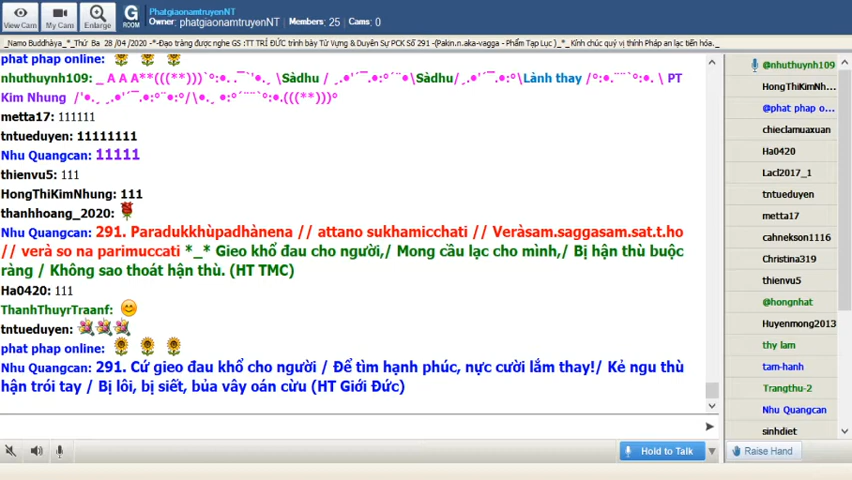 View Cam
My Cam
Enlarge
G
ROOM
PhatgiaonamtruyenNT
Owner: phatgiaonamtruyenNT Members: 25 Cams: 0
_Namo Buddhàya_*_Thứ Ba 28 /04 /2020 -*-Đạo tràng được nghe GS :TT TRÍ ĐỨC trình bày Từ Vựng & Duyên Sự PCK Số 291 -(Pakin.n.aka-vagga - Phẩm Tạp Lục )_*_ Kính chúc quý vị thính Pháp an lạc tiến hóa._
phat phap online:
nhuthuynh109: _ A A A**(((**)))
\Sàdhu /
\Sàdhu/
\Lành thay /
\ PT
Kim Nhung
metta17: 111111
tntueduyen: 11111111
Nhu Quangcan: 11111
thienvu5: 111
HongThiKimNhung: 111
thanhhoang_2020:
Nhu Quangcan: 291. Paradukkhùpadhànena // attano sukhamicchati // Veràsam.saggasam.sat.t.ho
// verà so na parimuccati *_* Gieo khổ đau cho người,/ Mong cầu lạc cho mình,/ Bị hận thù buộc
ràng / Không sao thoát hận thù. (HT TMC)
Ha0420: 111
ThanhThuyrTraanf:
tntueduyen:
phat phap online:
Nhu Quangcan: 291. Cứ gieo đau khổ cho người / Để tìm hạnh phúc, nực cười lắm thay!/ Kẻ ngu thù
hận trói tay / Bị lôi, bị siết, bủa vây oán cừu (HT Giới Đức)
Hold to Talk
@nhuthuynh109
HongThiKimNh...
@phat phap o...
chieclamuaxuan
Ha0420
Lacl2017_1
tntueduyen
metta17
cahnekson1116
Christina319
thienvu5
@hongnhat
Huyenmong2013
thy lam
tam-hanh
Trangthu-2
Nhu Quangcan
sinhdiet
Raise Hand